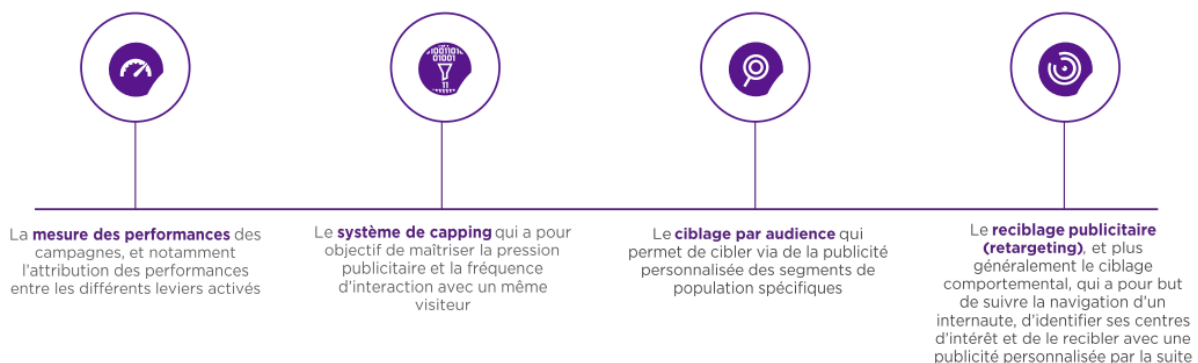 10011010
01001
11
La mesure des performances des
campagnes, et notamment
l'attribution des performances
entre les différents leviers activés
Le système de capping qui a pour
objectif de maîtriser la pression
publicitaire et la fréquence
d'interaction avec un même
visiteur
Le ciblage par audience qui
permet de cibler via de la publicité
personnalisée des segments de
population spécifiques
Le reciblage publicitaire
(retargeting), et plus
généralement le ciblage
comportemental, qui a pour but
de suivre la navigation d'un
internaute, d'identifier ses centres
d'intérêt et de le recibler avec une
publicité personnalisée par la suite